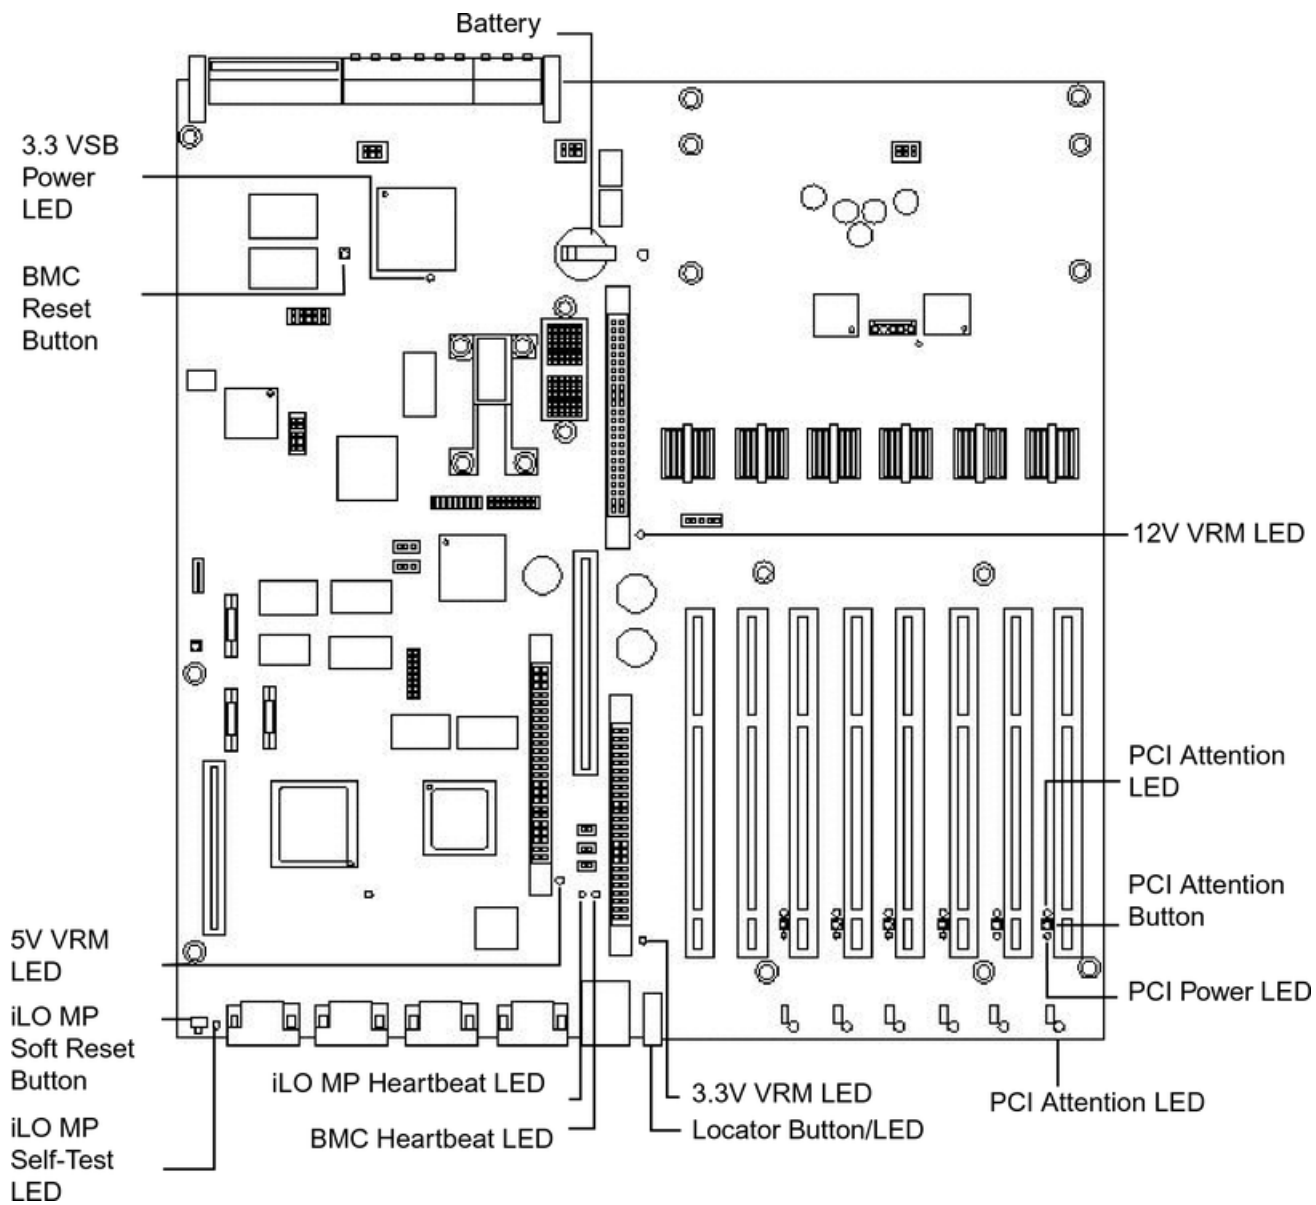 Battery
3.3 VSB
Power
LED
BMC
Reset
Button
12V VRM LED
PCI Attention
LED
PCI Attention
Button
5V VRM
LED
PCI Power LED
iLO MP
Soft Reset
Button
iLO MP Heartbeat LED
3.3V VRM LED
PCI Attention LED
BMC Heartbeat LED
Locator Button/LED
iLO MP
Self-Test
LED